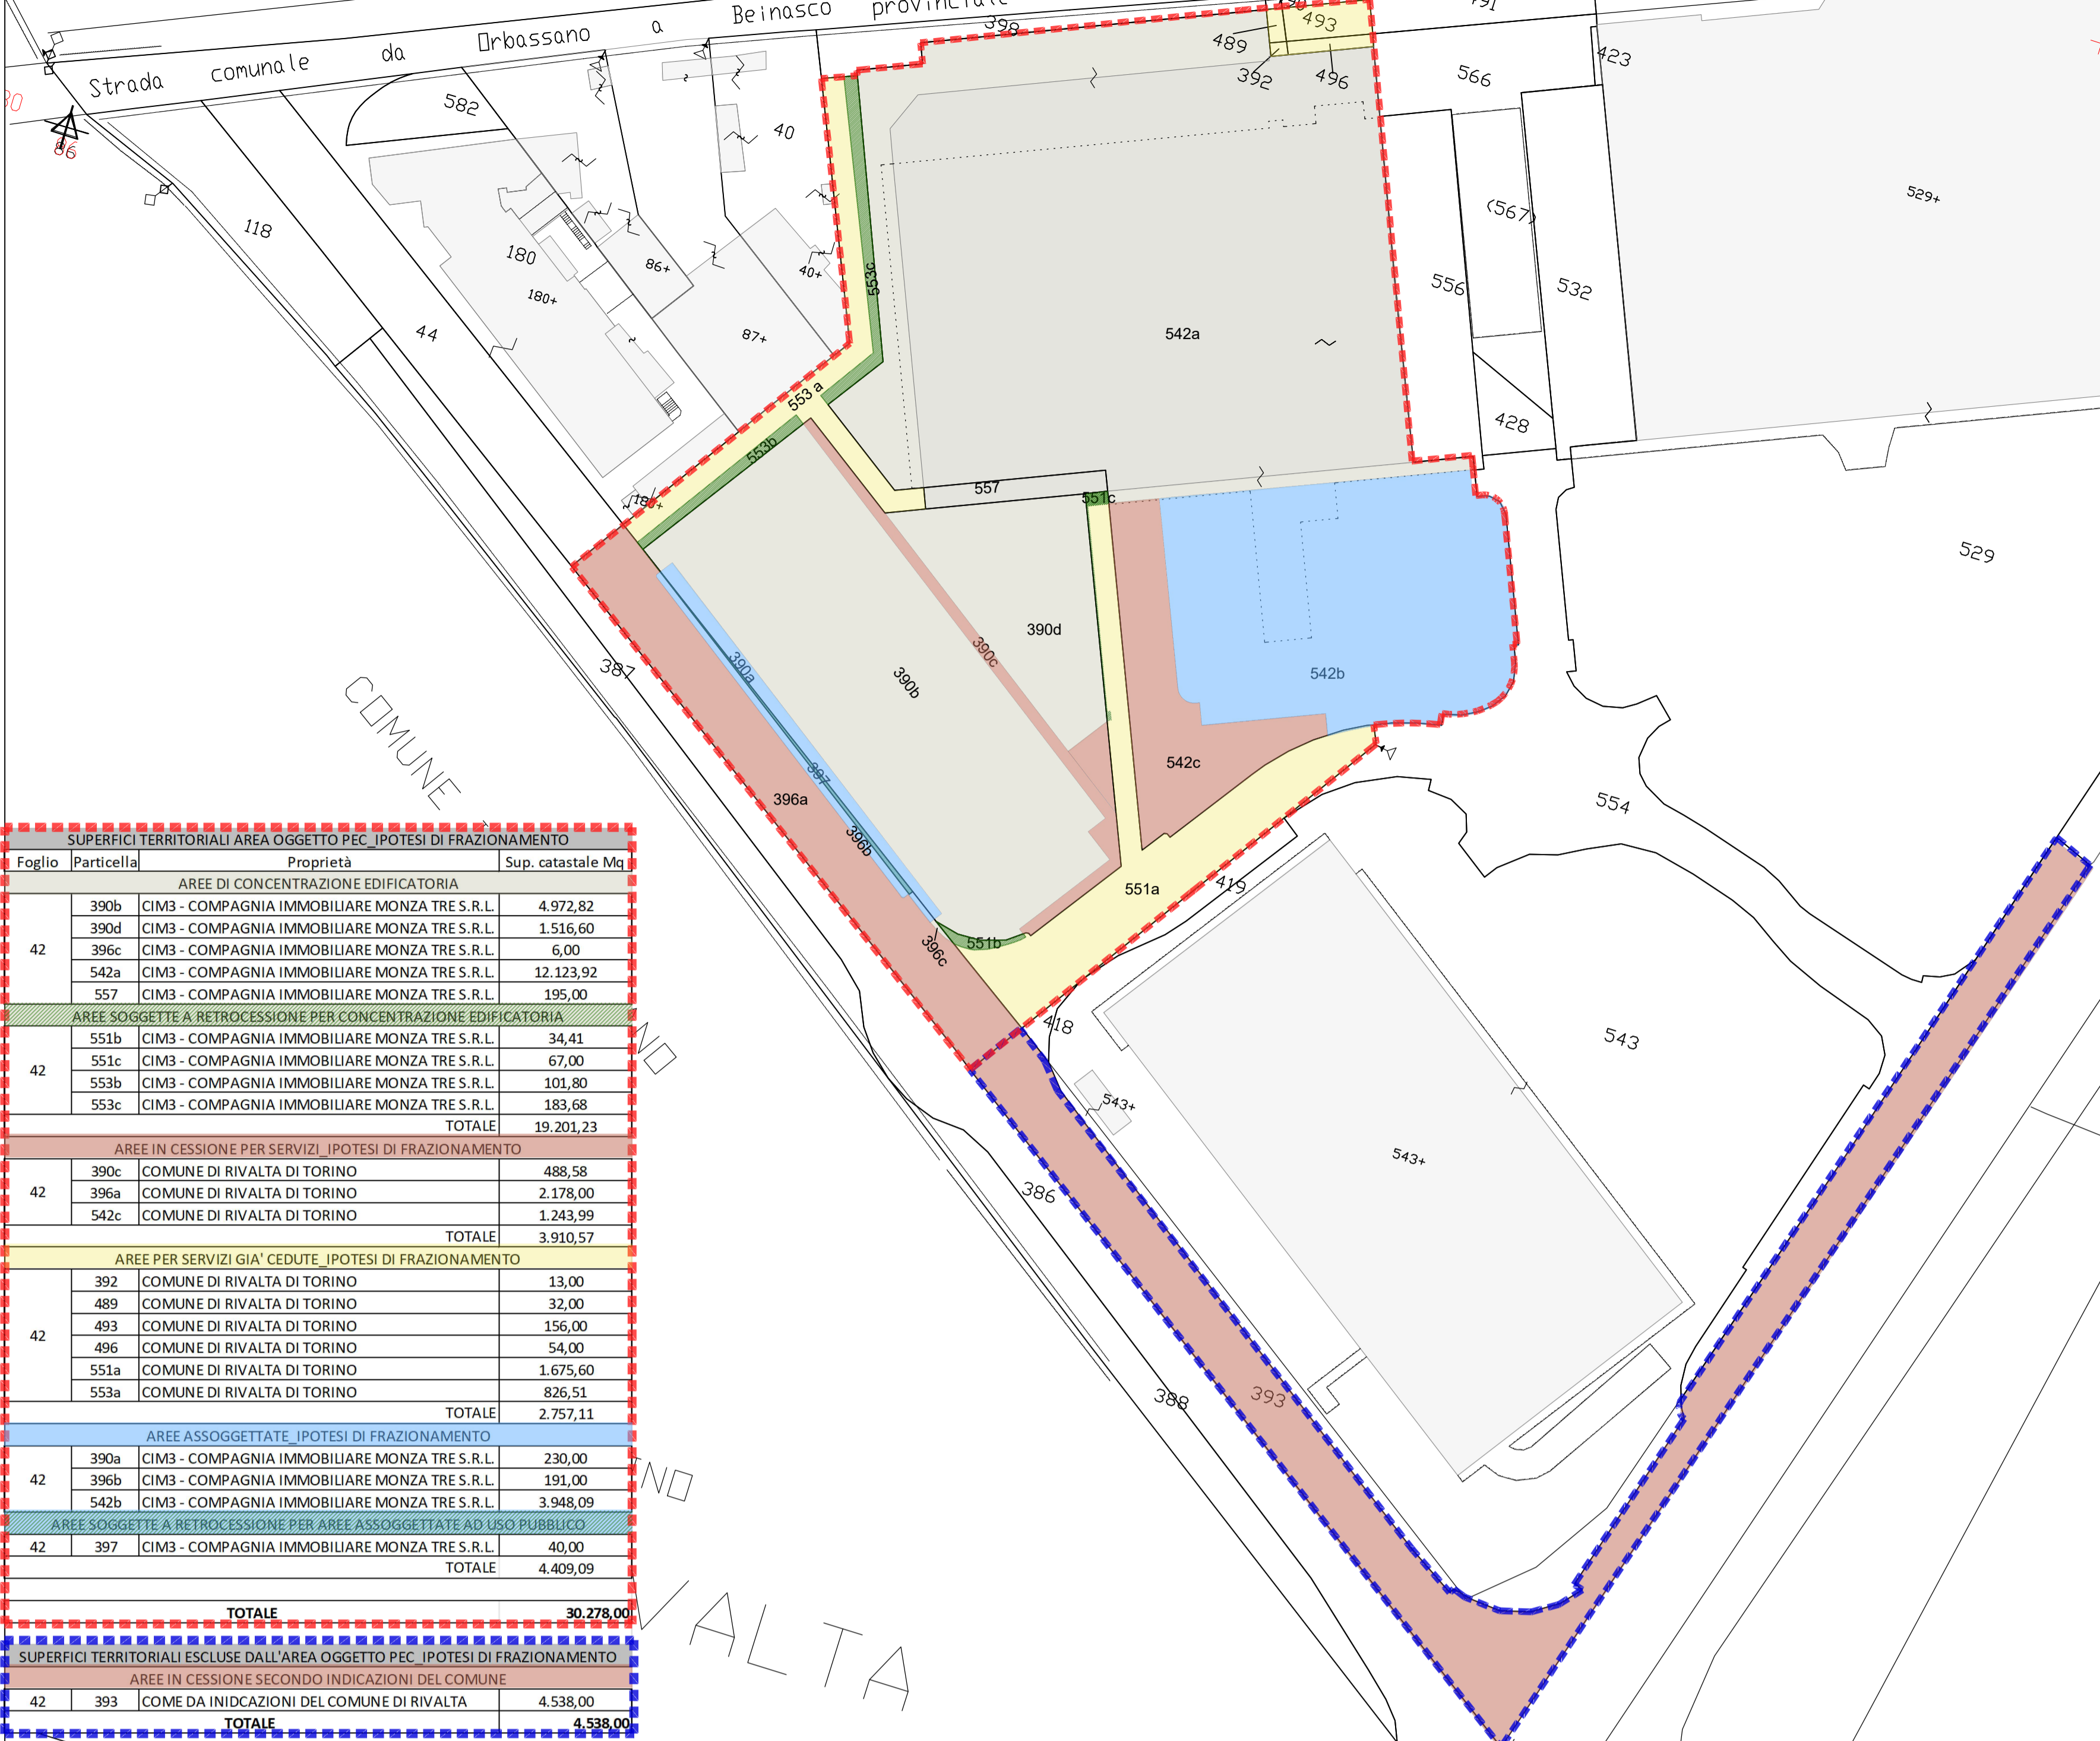 Strada comunale da Orbassano a Beinasco provinciale
398
493
491
489
392
496
423
566
582
40
86
118
180
180+
86+
40+
87+
44
553c
542a
556
(567)
532
529+
428
553 a
553b
557
551c
180+
390d
529
390a
390c
390b
542b
387
397
542c
396a
396b
554
COMUNE
551a
419
551b
396c
418
543
543+
543+
386
388
393
SUPERFICI TERRITORIALI AREA OGGETTO PEC_IPOTESI DI FRAZIONAMENTO
Foglio Particella Proprietà Sup. catastale Mq
AREE DI CONCENTRAZIONE EDIFICATORIA
390b CIM3 - COMPAGNIA IMMOBILIARE MONZA TRE S.R.L. 4.972,82
390d CIM3 - COMPAGNIA IMMOBILIARE MONZA TRE S.R.L. 1.516,60
42 396c CIM3 - COMPAGNIA IMMOBILIARE MONZA TRE S.R.L. 6,00
542a CIM3 - COMPAGNIA IMMOBILIARE MONZA TRE S.R.L. 12.123,92
557 CIM3 - COMPAGNIA IMMOBILIARE MONZA TRE S.R.L. 195,00
AREE SOGGETTE A RETROCESSIONE PER CONCENTRAZIONE EDIFICATORIA
551b CIM3 - COMPAGNIA IMMOBILIARE MONZA TRE S.R.L. 34,41
42 551c CIM3 - COMPAGNIA IMMOBILIARE MONZA TRE S.R.L. 67,00
553b CIM3 - COMPAGNIA IMMOBILIARE MONZA TRE S.R.L. 101,80
553c CIM3 - COMPAGNIA IMMOBILIARE MONZA TRE S.R.L. 183,68
TOTALE 19.201,23
AREE IN CESSIONE PER SERVIZI_IPOTESI DI FRAZIONAMENTO
390c COMUNE DI RIVALTA DI TORINO 488,58
42 396a COMUNE DI RIVALTA DI TORINO 2.178,00
542c COMUNE DI RIVALTA DI TORINO 1.243,99
TOTALE 3.910,57
AREE PER SERVIZI GIA' CEDUTE_IPOTESI DI FRAZIONAMENTO
392 COMUNE DI RIVALTA DI TORINO 13,00
489 COMUNE DI RIVALTA DI TORINO 32,00
42 493 COMUNE DI RIVALTA DI TORINO 156,00
496 COMUNE DI RIVALTA DI TORINO 54,00
551a COMUNE DI RIVALTA DI TORINO 1.675,60
553a COMUNE DI RIVALTA DI TORINO 826,51
TOTALE 2.757,11
AREE ASSOGGETTATE_IPOTESI DI FRAZIONAMENTO
390a CIM3 - COMPAGNIA IMMOBILIARE MONZA TRE S.R.L. 230,00
42 396b CIM3 - COMPAGNIA IMMOBILIARE MONZA TRE S.R.L. 191,00
542b CIM3 - COMPAGNIA IMMOBILIARE MONZA TRE S.R.L. 3.948,09
AREE SOGGETTE A RETROCESSIONE PER AREE ASSOGGETTATE AD USO PUBBLICO
42 397 CIM3 - COMPAGNIA IMMOBILIARE MONZA TRE S.R.L. 40,00
TOTALE 4.409,09
TOTALE 30.278,00
SUPERFICI TERRITORIALI ESCLUSE DALL'AREA OGGETTO PEC_IPOTESI DI FRAZIONAMENTO
AREE IN CESSIONE SECONDO INDICAZIONI DEL COMUNE
42 393 COME DA INIDCAZIONI DEL COMUNE DI RIVALTA 4.538,00
TOTALE 4.538,00